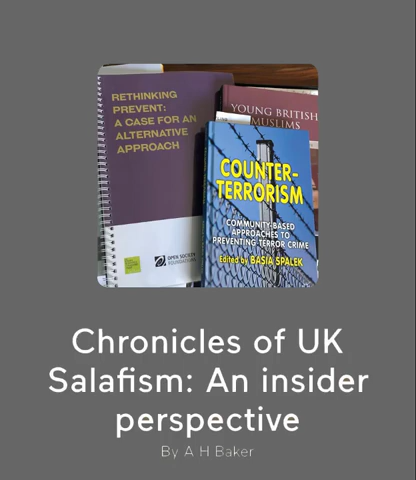 RETHINKING
PREVENT:
A CASE FOR AN
ALTERNATIVE
APPROACH
OPEN SOCIETY
FOUNDATIONS
YOUNG BRITISH
MUSLIMS
COUNTER-
TERRORISM
COMMUNITY-BASED
APPROACHES TO
PREVENTING TERROR CRIME
Edited by BASIA SPALEK
Chronicles of UK
Salafism: An insider
perspective
By A H Baker